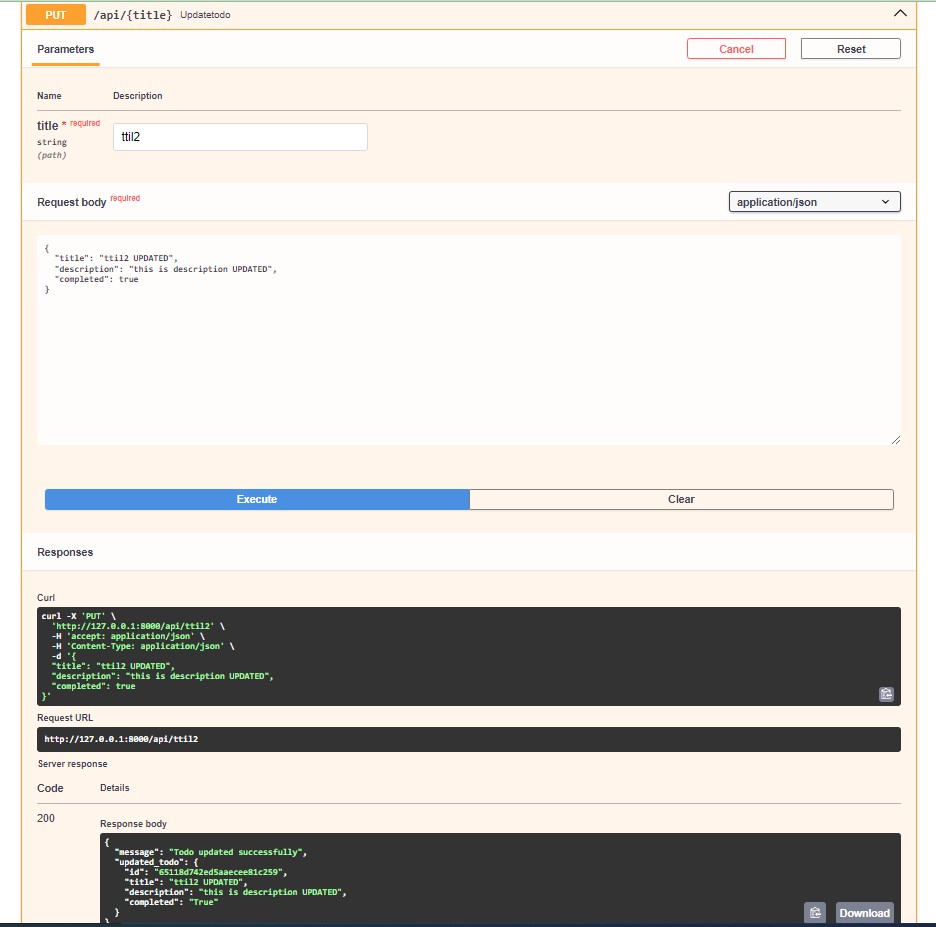 PUT /api/{title} Updatetodo
Parameters Cancel Reset
Name Description
title * required
string
(path)
ttil2
Request body required application/json
{
"title": "ttil2 UPDATED",
"description": "this is description UPDATED",
"completed": true
}
Execute Clear
Responses
Curl
curl -X 'PUT' \
'http://127.0.0.1:8000/api/ttil2' \
-H 'accept: application/json' \
-H 'Content-Type: application/json' \
-d '{
"title": "ttil2 UPDATED",
"description": "this is description UPDATED",
"completed": true
}'
Request URL
http://127.0.0.1:8000/api/ttil2
Server response
Code Details
200
Response body
{
"message": "Todo updated successfully",
"updated_todo": {
"id": "65118d742ed5aaecee81c259",
"title": "ttil2 UPDATED",
"description": "this is description UPDATED",
"completed": "True"
}
}
Download